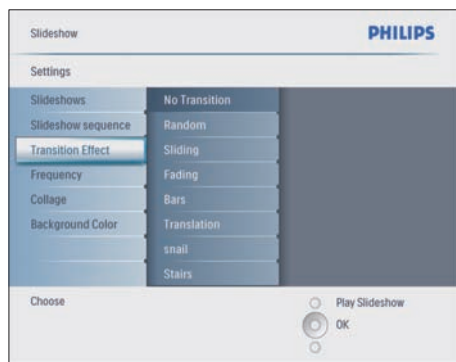 Slideshow PHILIPS
Settings
Slideshows No Transition
Slideshow sequence Random
Transition Effect Sliding
Frequency Fading
Collage Bars
Background Color Translation
snail
Stairs
Choose Play Slideshow
OK